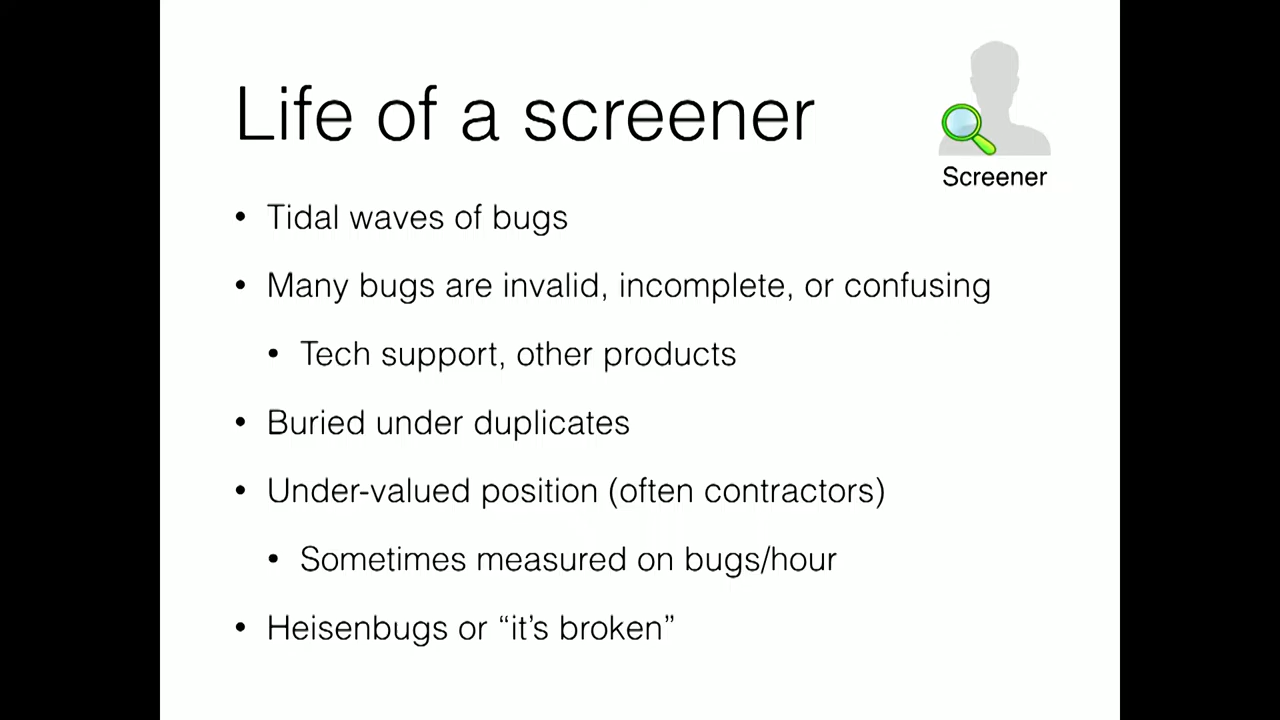 Life of a screener
Screener
• Tidal waves of bugs
• Many bugs are invalid, incomplete, or confusing
• Tech support, other products
• Buried under duplicates
• Under-valued position (often contractors)
• Sometimes measured on bugs/hour
• Heisenbugs or “it’s broken”